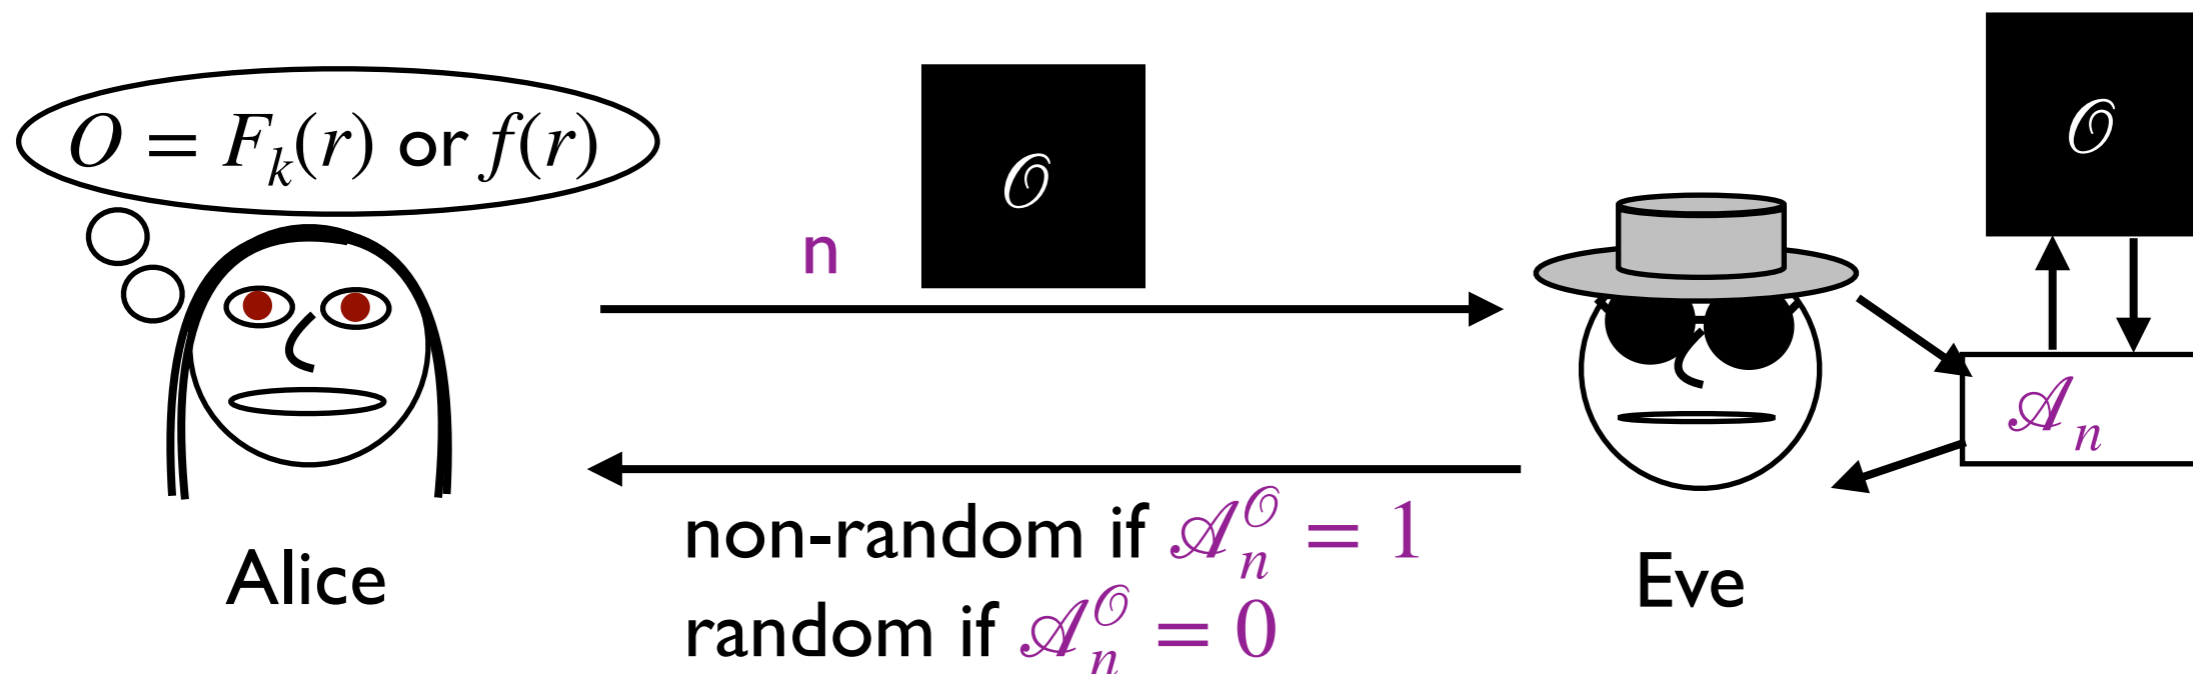 O = F_k(r) or f(r)
𝒪
𝒪
n
𝒜_n
non-random if 𝒜_n^𝒪 = 1
random if 𝒜_n^𝒪 = 0
Alice
Eve